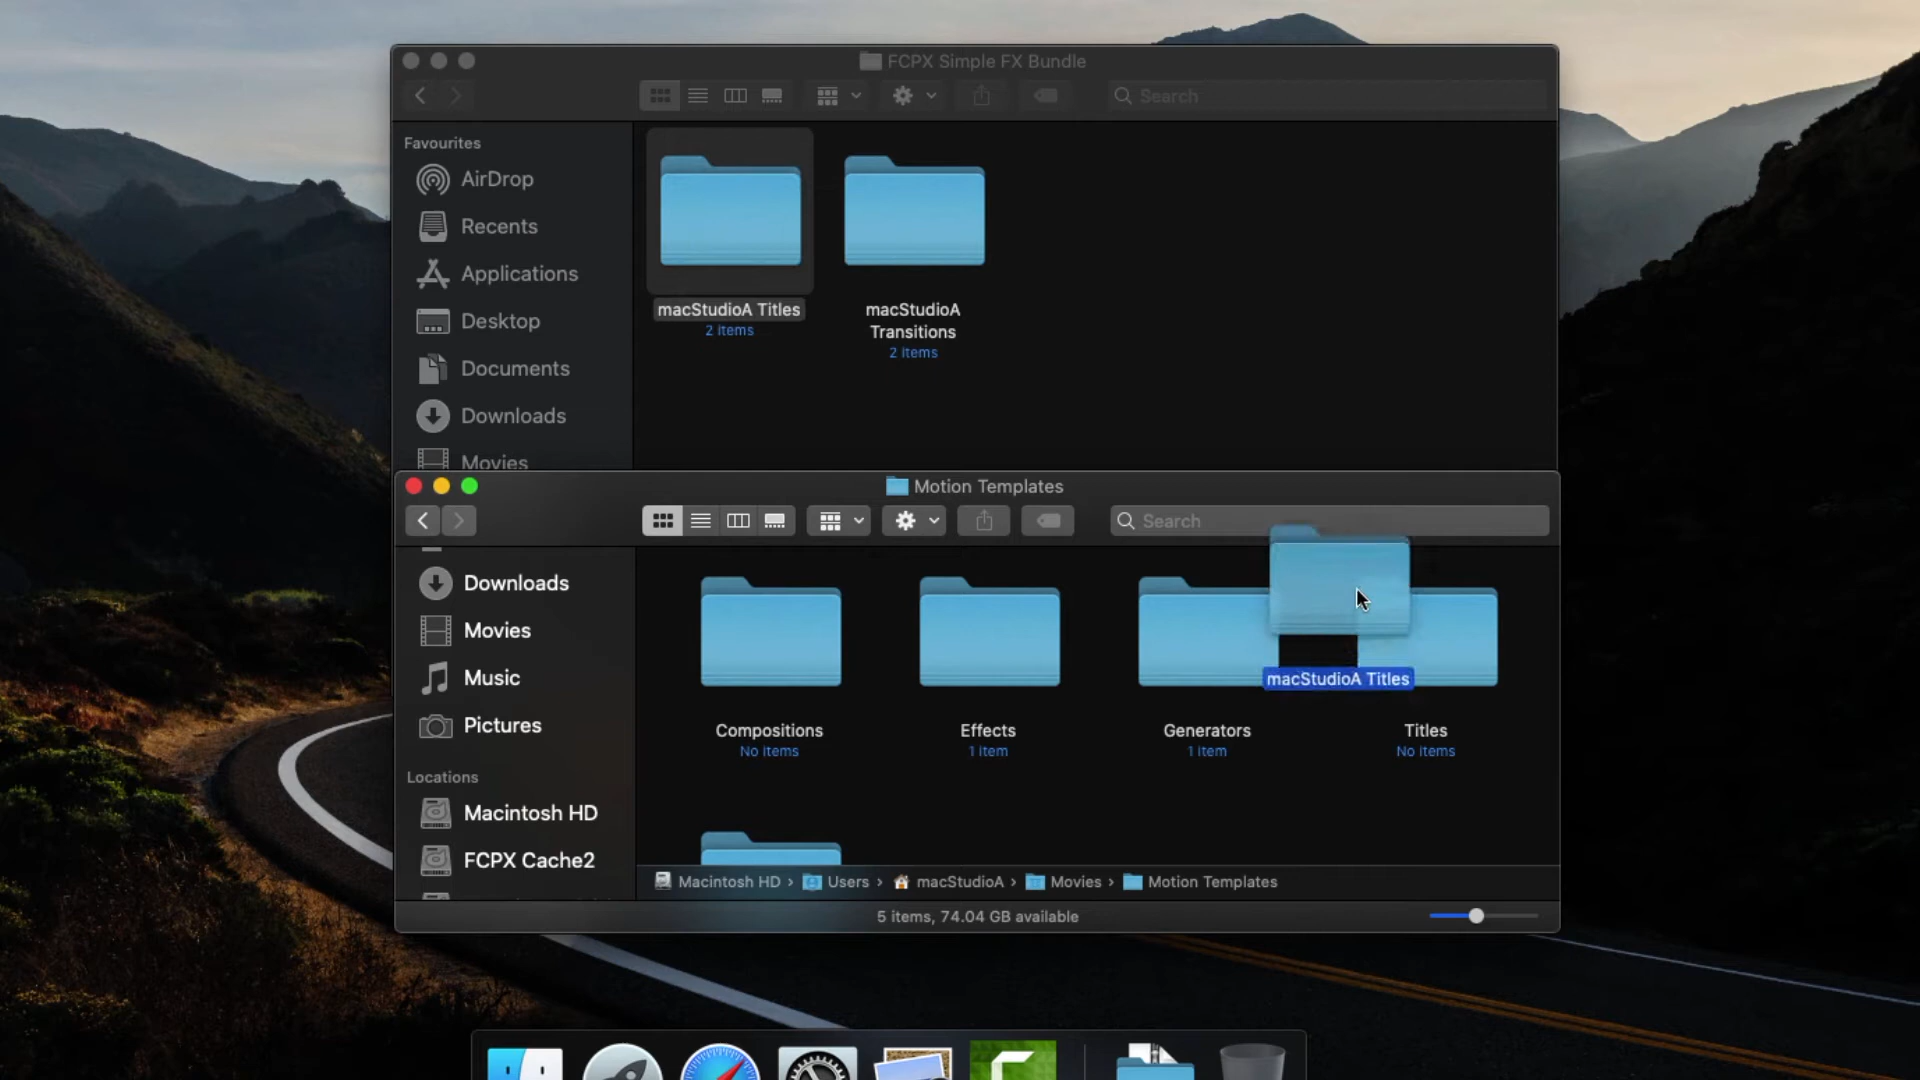 FCPX Simple FX Bundle
Search
Favourites
AirDrop
Recents
Applications
Desktop
Documents
Downloads
Movies
macStudioA Titles
2 items
macStudioA
Transitions
2 items
Motion Templates
Search
Downloads
Movies
Music
Pictures
Locations
Macintosh HD
FCPX Cache2
macStudioA Titles
Compositions
No items
Effects
1 item
Generators
1 item
Titles
No items
Macintosh HD › Users › macStudioA › Movies › Motion Templates
5 items, 74.04 GB available